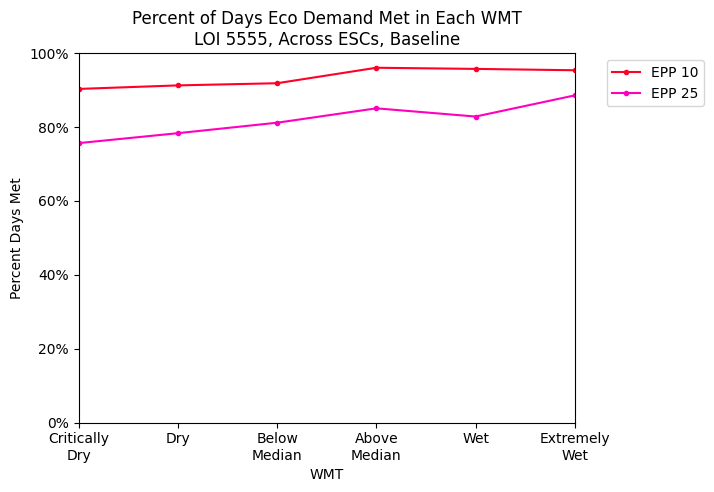 Percent of Days Eco Demand Met in Each WMT
LOI 5555, Across ESCs, Baseline
100%
80%
60%
40%
20%
0%
Percent Days Met
Critically
Dry
Dry
Below
Median
Above
Median
Wet
Extremely
Wet
WMT
EPP 10
EPP 25